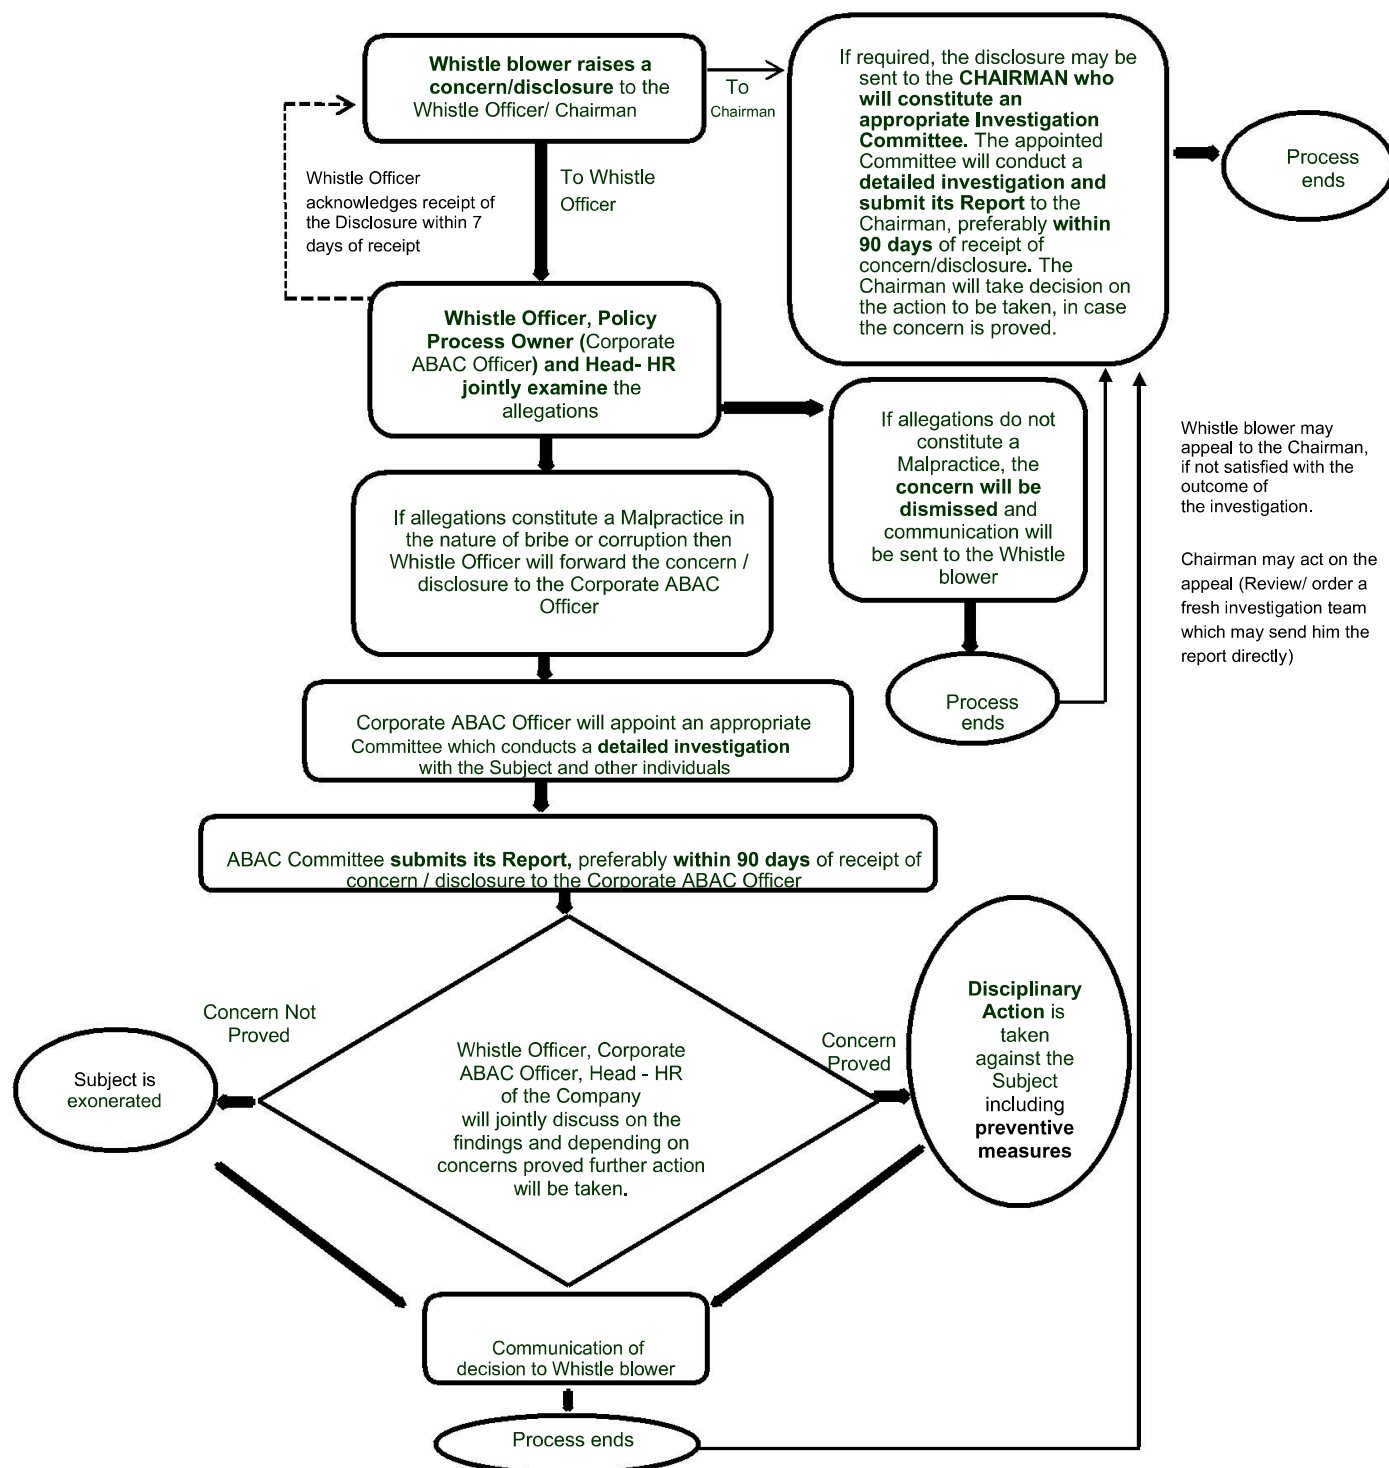 Whistle blower raises a
concern/disclosure to the
Whistle Officer/ Chairman
To
Chairman
If required, the disclosure may be
sent to the CHAIRMAN who
will constitute an
appropriate Investigation
Committee. The appointed
Committee will conduct a
detailed investigation and
submit its Report to the
Chairman, preferably within
90 days of receipt of
concern/disclosure. The
Chairman will take decision on
the action to be taken, in case
the concern is proved.
Process
ends
Whistle Officer
acknowledges receipt of
the Disclosure within 7
days of receipt
To Whistle
Officer
Whistle Officer, Policy
Process Owner (Corporate
ABAC Officer) and Head- HR
jointly examine the
allegations
If allegations do not
constitute a
Malpractice, the
concern will be
dismissed and
communication will
be sent to the Whistle
blower
Whistle blower may
appeal to the Chairman,
if not satisfied with the
outcome of
the investigation.
Chairman may act on the
appeal (Review/ order a
fresh investigation team
which may send him the
report directly)
If allegations constitute a Malpractice in
the nature of bribe or corruption then
Whistle Officer will forward the concern /
disclosure to the Corporate ABAC
Officer
Process
ends
Corporate ABAC Officer will appoint an appropriate
Committee which conducts a detailed investigation
with the Subject and other individuals
ABAC Committee submits its Report, preferably within 90 days of receipt of
concern / disclosure to the Corporate ABAC Officer
Concern Not
Proved
Subject is
exonerated
Whistle Officer, Corporate
ABAC Officer, Head - HR
of the Company
will jointly discuss on the
findings and depending on
concerns proved further action
will be taken.
Concern
Proved
Disciplinary
Action is
taken
against the
Subject
including
preventive
measures
Communication of
decision to Whistle blower
Process ends